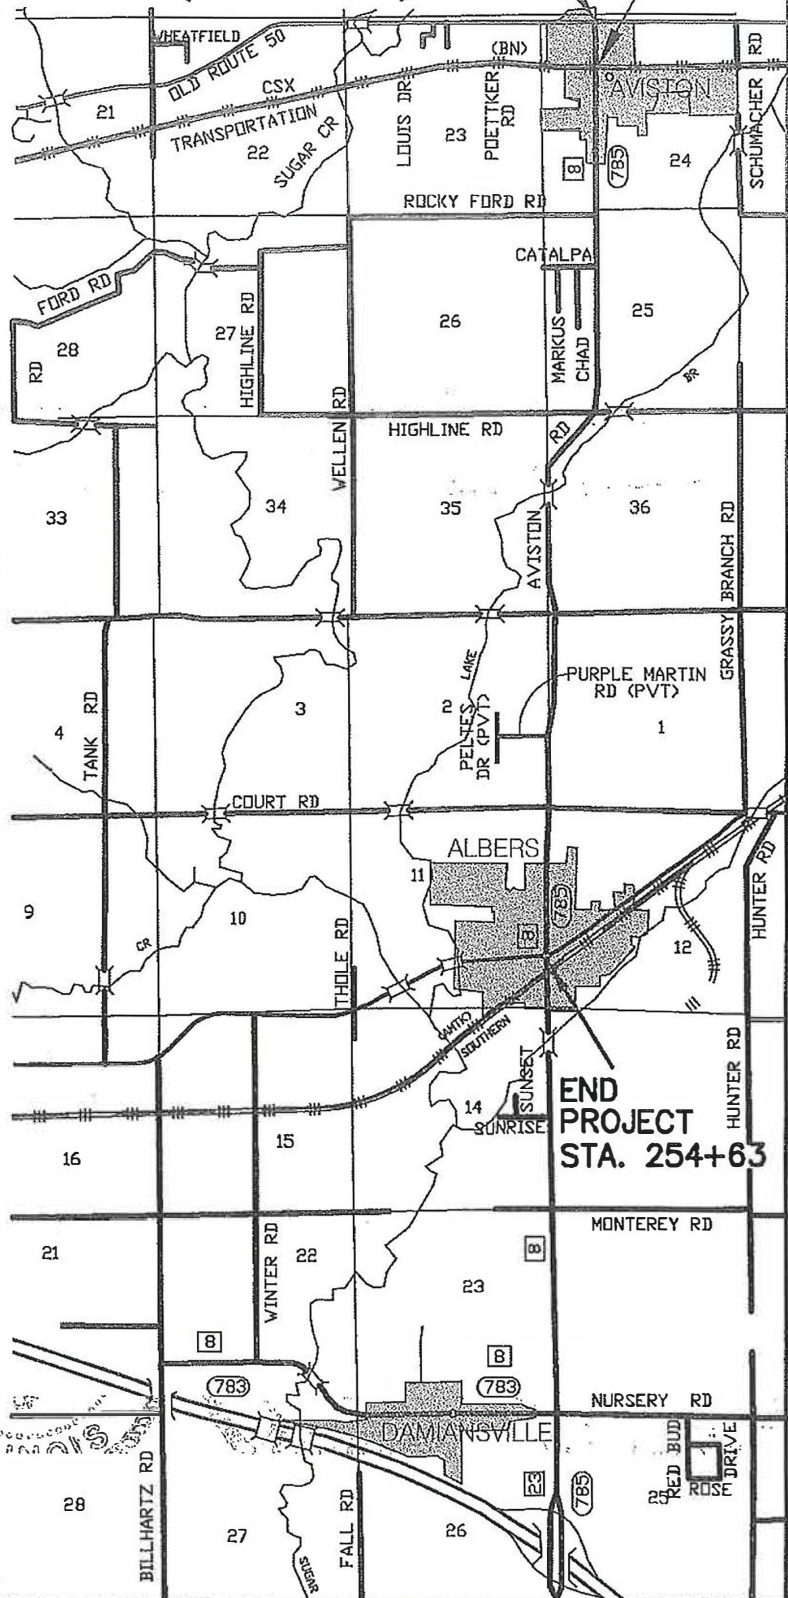 WHEATFIELD
OLD ROUTE 50
(BN)
CSX
TRANSPORTATION
21
22
SUGAR CR
LOUIS DR
23
POETTKER RD
AVISTON
SCHUMACHER RD
8
785
24
ROCKY FORD RD
CATALPA
FORD RD
28
RD
27
HIGHLINE RD
26
MARKUS
CHAD
25
BR
WELLEN RD
HIGHLINE RD
RD
33
34
35
AVISTON
36
GRASSY BRANCH RD
4
TANK RD
3
2
LAKE
PELTIES DR (PVT)
PURPLE MARTIN
RD (PVT)
1
COURT RD
ALBERS
11
785
8
HUNTER RD
9
10
CR
THOLE RD
12
(AMTK)
SOUTHERN
HUNTER RD
14
SUNSET
SUNRISE
END
PROJECT
STA. 254+63
16
15
MONTEREY RD
21
WINTER RD
22
8
23
8
783
8
783
NURSERY RD
DAMIANSVILLE
RED BUD
ROSE
DRIVE
23
785
25
28
BILLHARTZ RD
27
SUGAR
FALL RD
26